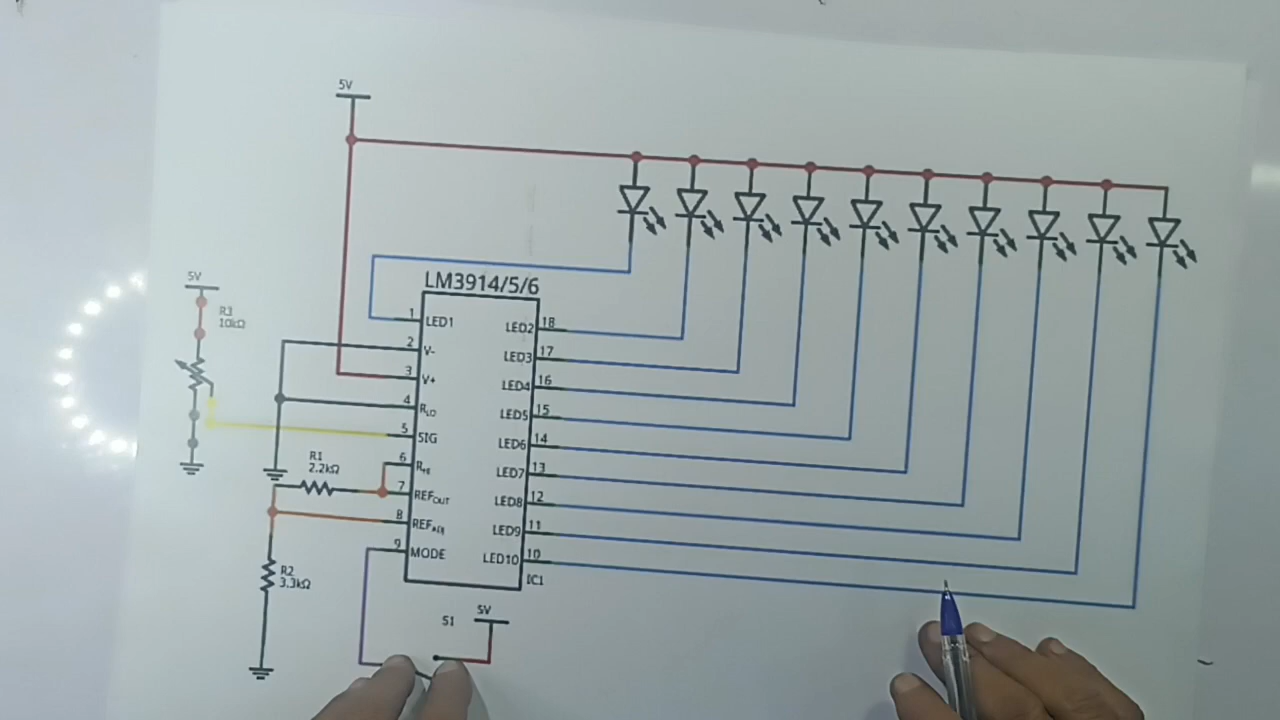 5V
5V
R3
10kΩ
LM3914/5/6
1
LED1
2
V-
3
V+
4
RLO
5
SIG
6
7
REFOUT
8
9
MODE
LED2
18
LED3
17
LED4
16
LED5
15
LED6
14
LED7
13
LED8
12
LED9
11
LED10
10
IC1
R1
2.2kΩ
R2
3.3kΩ
S1
5V